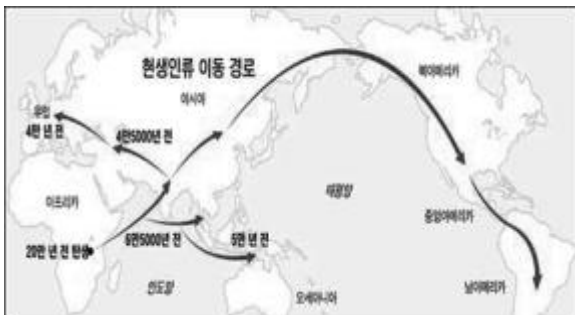 현생인류 이동 경로
북아메리카
아시아
유럽
4만 년 전
4만5000년 전
태평양
아프리카
중앙아메리카
20만 년 전 탄생
6만5000년 전
5만 년 전
인도양
오세아니아
남아메리카